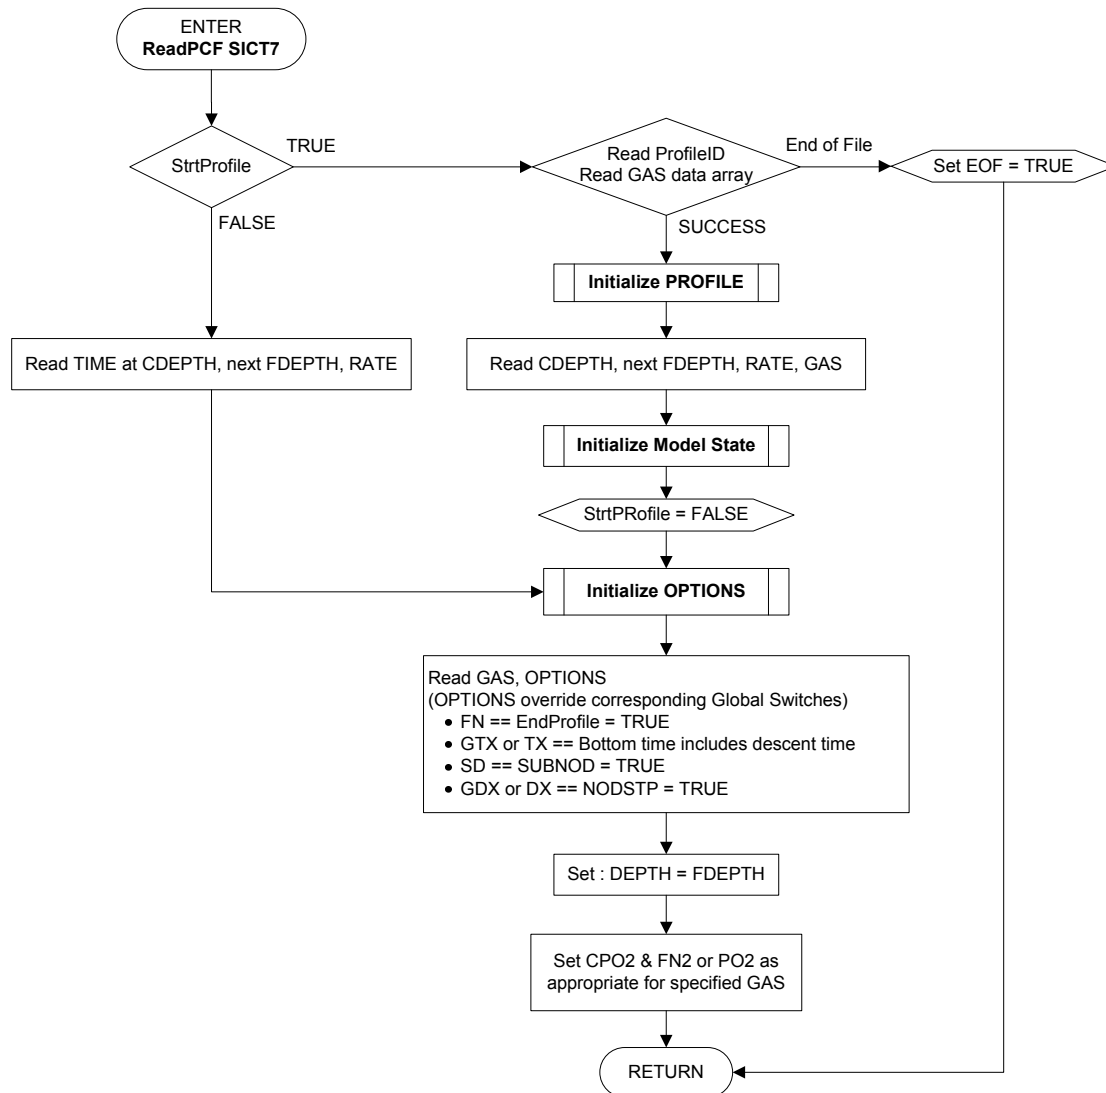 ENTER
ReadPCF SICT7
StrtProfile
TRUE
FALSE
Read ProfileID
Read GAS data array
End of File
Set EOF = TRUE
SUCCESS
Initialize PROFILE
Read TIME at CDEPTH, next FDEPTH, RATE
Read CDEPTH, next FDEPTH, RATE, GAS
Initialize Model State
StrtPRofile = FALSE
Initialize OPTIONS
Read GAS, OPTIONS
(OPTIONS override corresponding Global Switches)
• FN == EndProfile = TRUE
• GTX or TX == Bottom time includes descent time
• SD == SUBNOD = TRUE
• GDX or DX == NODSTP = TRUE
Set : DEPTH = FDEPTH
Set CPO2 & FN2 or PO2 as
appropriate for specified GAS
RETURN